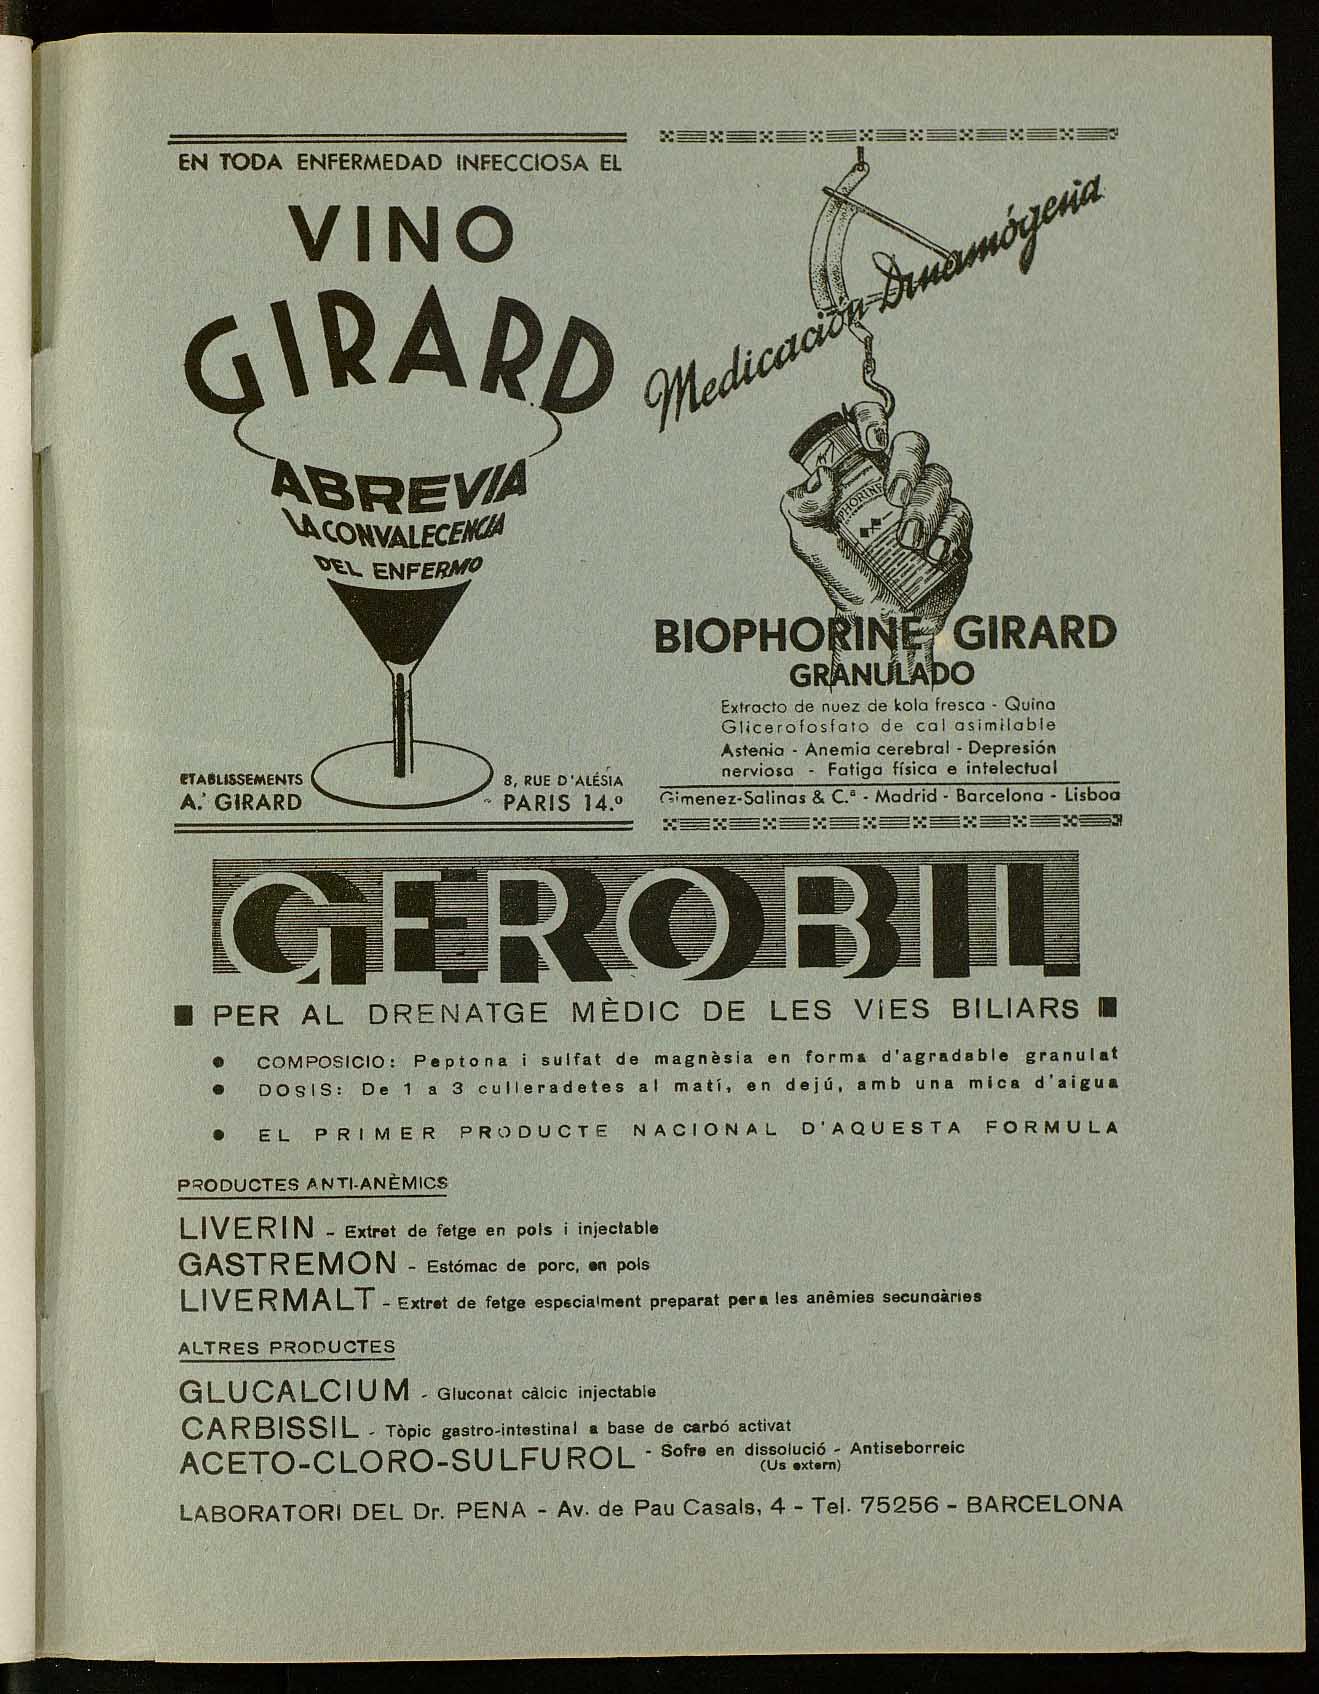 EN TODA ENFERMEDAD INFECCIOSA EL
VINO
GIRARD
ABREVIA
LA CONVALECENCIA
DEL ENFERMO
ETABLISSEMENTS
A. GIRARD
8, RUE D'ALÉSIA
PARIS 14.º
Medicación Dinamógena
PHORINE
BIOPHORINE GIRARD
GRANULADO
Extracto de nuez de kola fresca - Quina
Glicerofosfato de cal asimilable
Astenia - Anemia cerebral - Depresión
nerviosa - Fatiga física e intelectual
Gimenez-Salinas & C.ª - Madrid - Barcelona - Lisboa
GEROBIL
PER AL DRENATGE MÈDIC DE LES VIES BILIARS
• COMPOSICIO: Peptona i sulfat de magnèsia en forma d'agradable granulat
• DOSIS: De 1 a 3 culleradetes al matí, en dejú, amb una mica d'aigua
• EL PRIMER PRODUCTE NACIONAL D'AQUESTA FORMULA
PRODUCTES ANTI-ANÈMICS
LIVERIN - Extret de fetge en pols i injectable
GASTREMON - Estómac de porc, en pols
LIVERMALT - Extret de fetge especialment preparat per a les anêmies secundàries
ALTRES PRODUCTES
GLUCALCIUM - Gluconat càlcic injectable
CARBISSIL - Tòpic gastro-intestinal a base de carbó activat
ACETO-CLORO-SULFUROL - Sofre en dissolució - Antiseborreic
(Us extern)
LABORATORI DEL Dr. PENA - Av. de Pau Casals, 4 - Tel. 75256 - BARCELONA